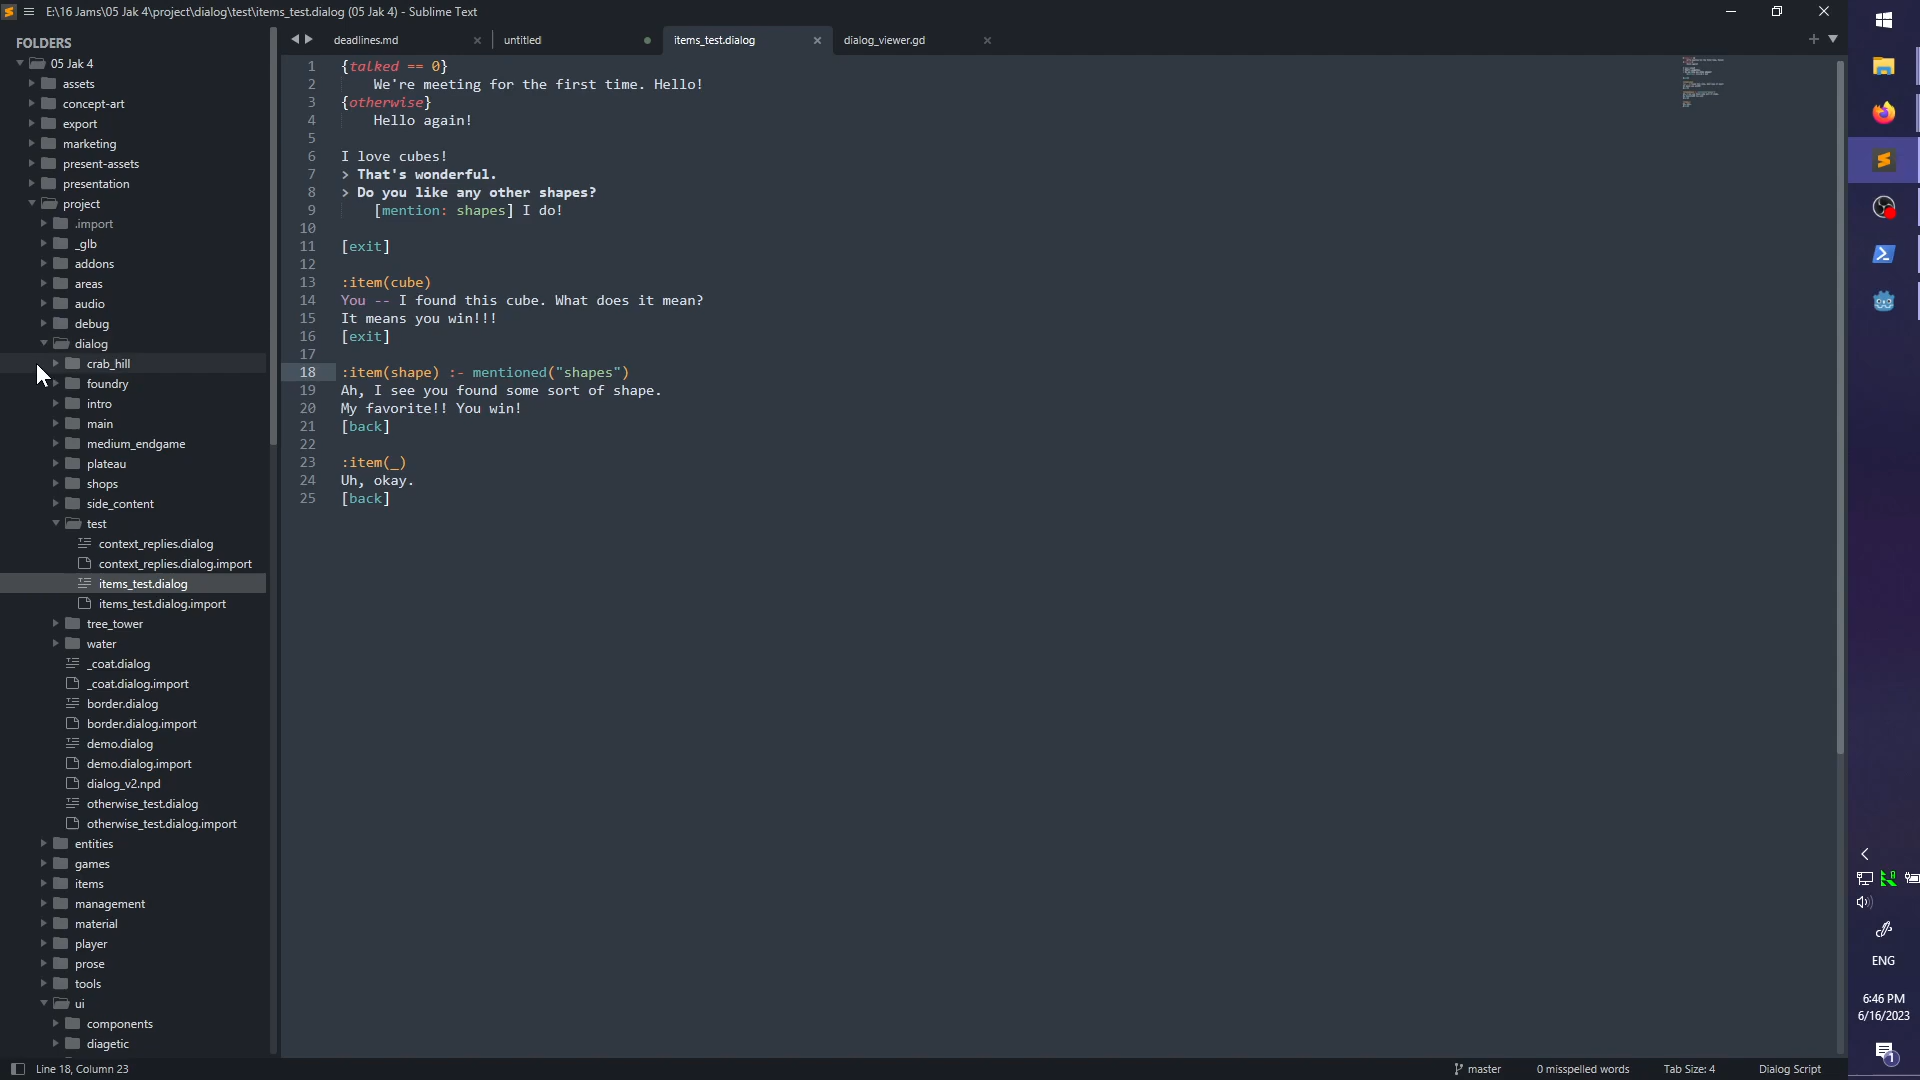 E:\16 Jams\05 Jak 4\project\dialog\test\items_test.dialog (05 Jak 4) - Sublime Text
FOLDERS
05 Jak 4
assets
concept-art
export
marketing
present-assets
presentation
project
.import
_glb
addons
areas
audio
debug
dialog
crab_hill
foundry
intro
main
medium_endgame
plateau
shops
side_content
test
context_replies.dialog
context_replies.dialog.import
items_test.dialog
items_test.dialog.import
tree_tower
water
_coat.dialog
_coat.dialog.import
border.dialog
border.dialog.import
demo.dialog
demo.dialog.import
dialog_v2.npd
otherwise_test.dialog
otherwise_test.dialog.import
entities
games
items
management
material
player
prose
tools
ui
components
diagetic
deadlines.md untitled items_test.dialog dialog_viewer.gd
1 {talked == 0}
2 We're meeting for the first time. Hello!
3 {otherwise}
4 Hello again!
5
6 I love cubes!
7 > That's wonderful.
8 > Do you like any other shapes?
9 [mention: shapes] I do!
10
11 [exit]
12
13 :item(cube)
14 You -- I found this cube. What does it mean?
15 It means you win!!!
16 [exit]
17
18 :item(shape) :- mentioned("shapes")
19 Ah, I see you found some sort of shape.
20 My favorite!! You win!
21 [back]
22
23 :item(_)
24 Uh, okay.
25 [back]
Line 18, Column 23 master 0 misspelled words Tab Size: 4 Dialog Script
ENG
6:46 PM
6/16/2023
1